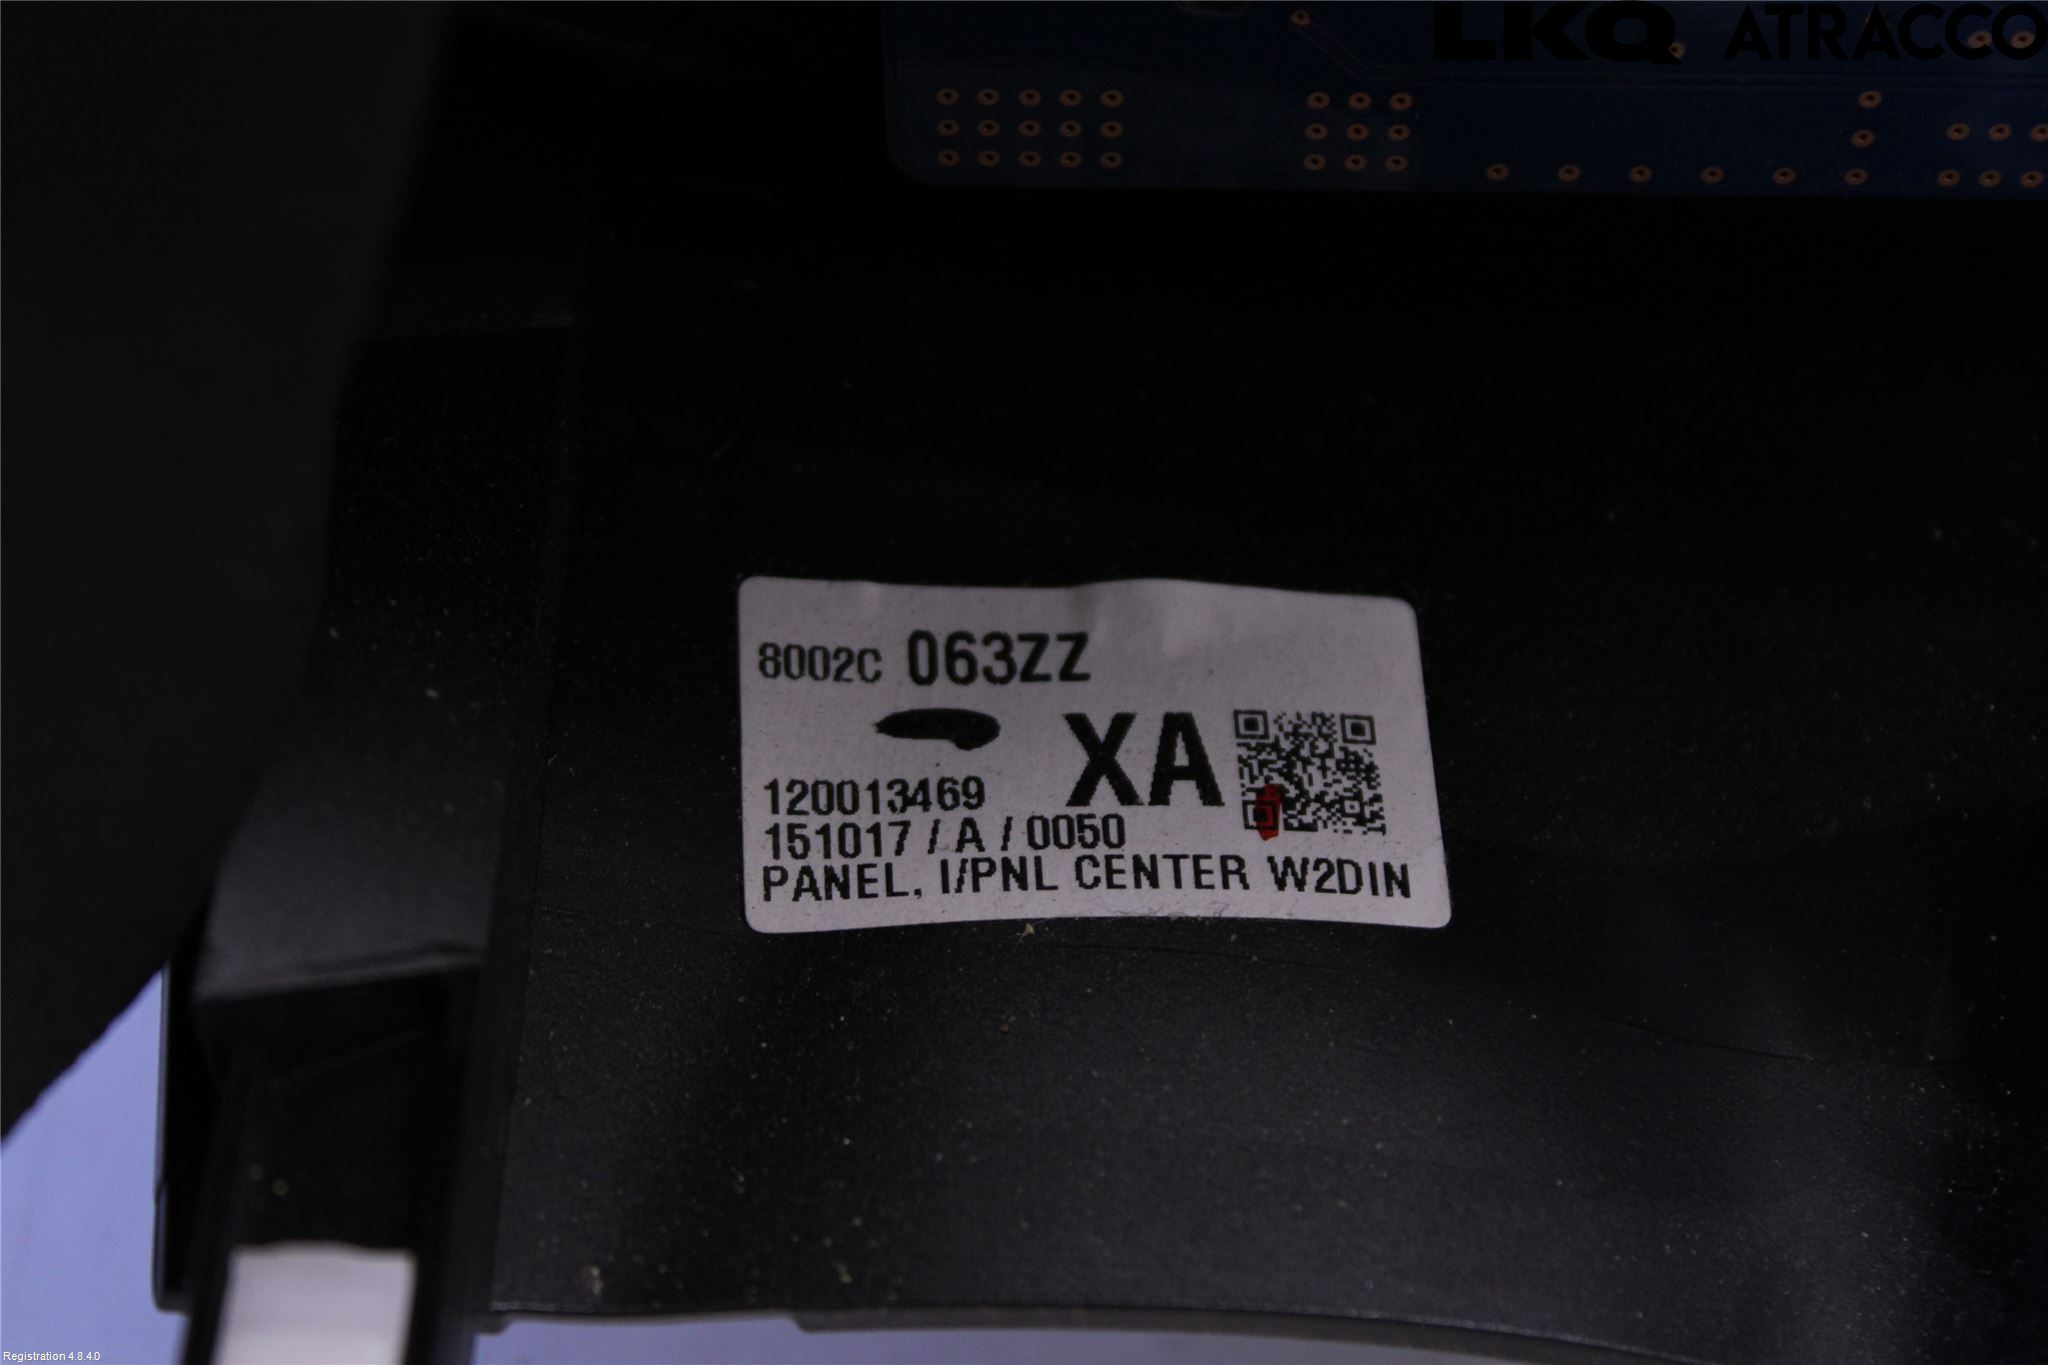 LKQ ATRACCO
8002C 063ZZ
XA
120013469
151017 / A / 0050
PANEL, I/PNL CENTER W2DIN
Registration 4.8.4.0